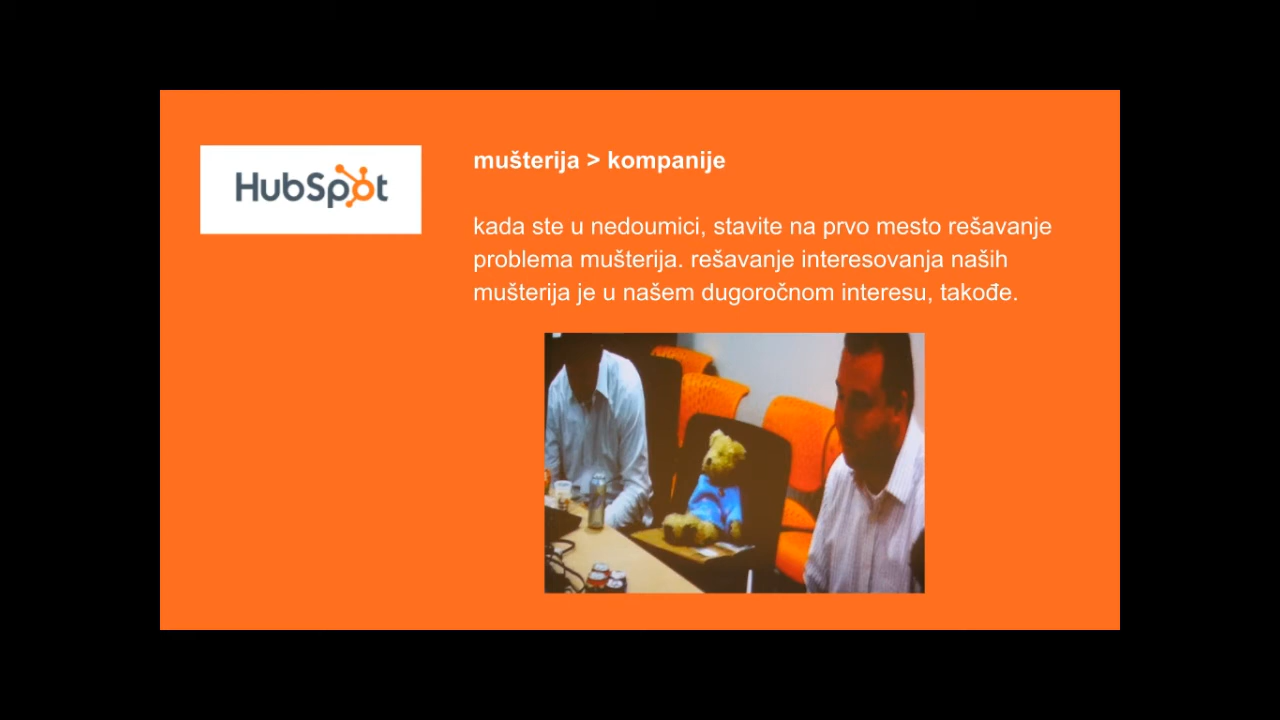 HubSpot
mušterija > kompanije
kada ste u nedoumici, stavite na prvo mesto rešavanje
problema mušterija. rešavanje interesovanja naših
mušterija je u našem dugoročnom interesu, takođe.